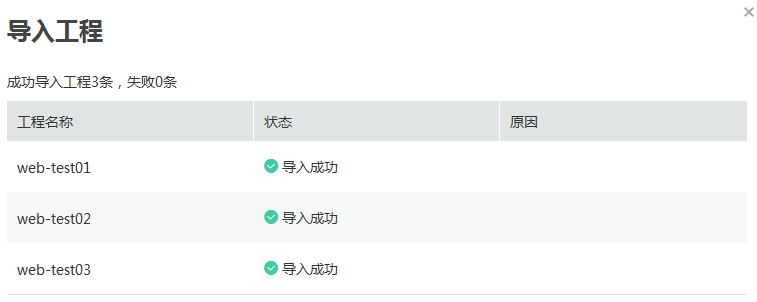 导入工程
成功导入工程3条，失败0条
工程名称 状态 原因
web-test01 导入成功
web-test02 导入成功
web-test03 导入成功